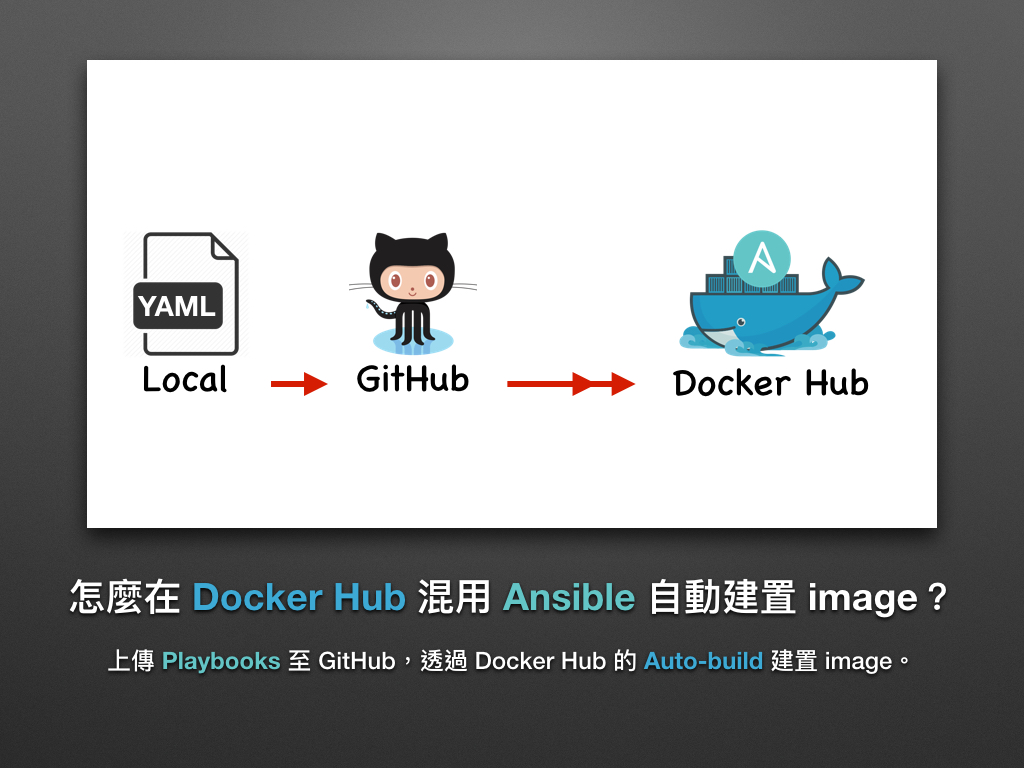 YAML
Local
GitHub
Docker Hub
怎麼在 Docker Hub 混用 Ansible 自動建置 image？
上傳 Playbooks 至 GitHub，透過 Docker Hub 的 Auto-build 建置 image。